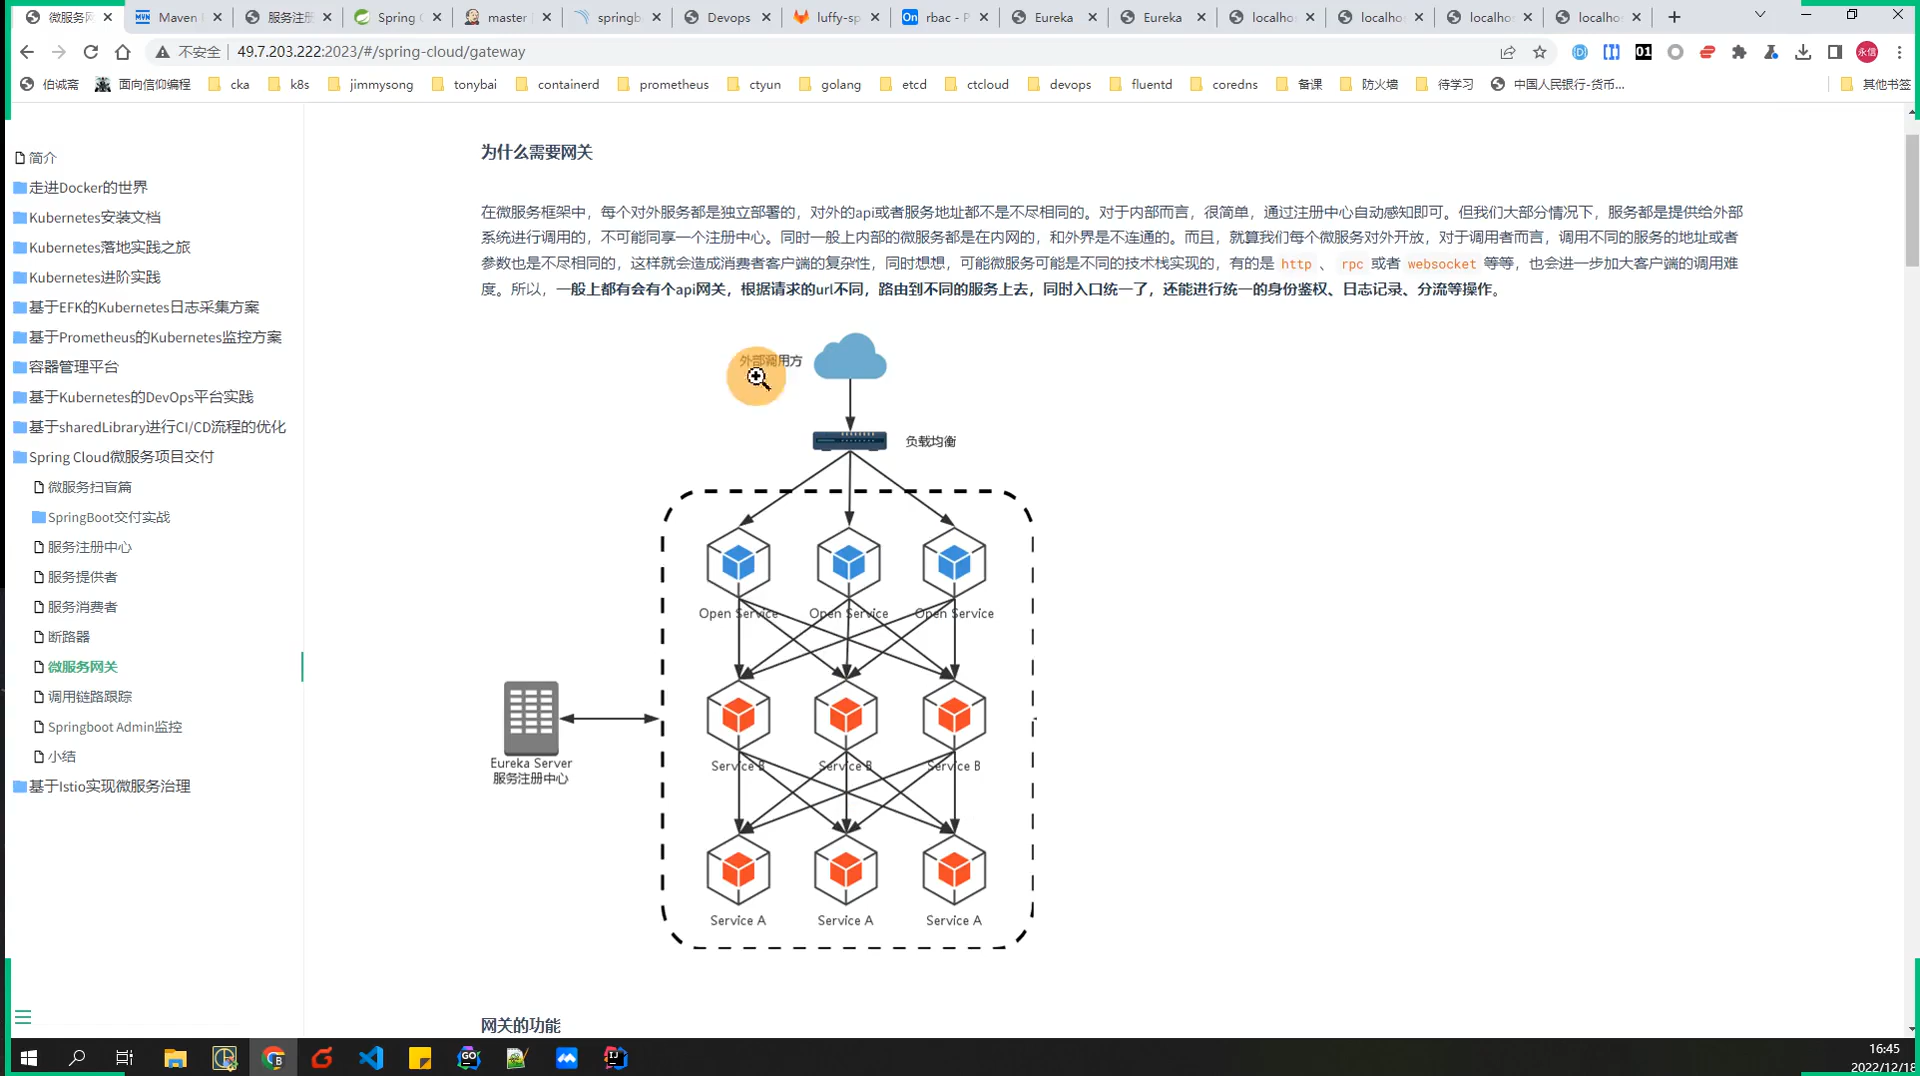 微服务网
Maven
服务注册
Spring
master
springb
Devops
luffy-sp
rbac - P
Eureka
Eureka
localho
localho
localho
localho
不安全
49.7.203.222:2023/#/spring-cloud/gateway
01
永信
伯诚斋
面向信仰编程
cka
k8s
jimmysong
tonybai
containerd
prometheus
ctyun
golang
etcd
ctcloud
devops
fluentd
coredns
备课
防火墙
待学习
中国人民银行-货币...
其他书签
简介
走进Docker的世界
Kubernetes安装文档
Kubernetes落地实践之旅
Kubernetes进阶实践
基于EFK的Kubernetes日志采集方案
基于Prometheus的Kubernetes监控方案
容器管理平台
基于Kubernetes的DevOps平台实践
基于sharedLibrary进行CI/CD流程的优化
Spring Cloud微服务项目交付
微服务扫盲篇
SpringBoot交付实战
服务注册中心
服务提供者
服务消费者
断路器
微服务网关
调用链路跟踪
Springboot Admin监控
小结
基于Istio实现微服务治理
为什么需要网关
在微服务框架中，每个对外服务都是独立部署的，对外的api或者服务地址都不是不尽相同的。对于内部而言，很简单，通过注册中心自动感知即可。但我们大部分情况下，服务都是提供给外部
系统进行调用的，不可能同享一个注册中心。同时一般上内部的微服务都是在内网的，和外界是不连通的。而且，就算我们每个微服务对外开放，对于调用者而言，调用不同的服务的地址或者
参数也是不尽相同的，这样就会造成消费者客户端的复杂性，同时想想，可能微服务可能是不同的技术栈实现的，有的是 http 、 rpc 或者 websocket 等等，也会进一步加大客户端的调用难
度。所以，一般上都有会有个api网关，根据请求的url不同，路由到不同的服务上去，同时入口统一了，还能进行统一的身份鉴权、日志记录、分流等操作。
外部调用方
负载均衡
Open Service
Open Service
Open Service
Service B
Service B
Service B
Eureka Server
服务注册中心
Service A
Service A
Service A
网关的功能
16:45
2022/12/18